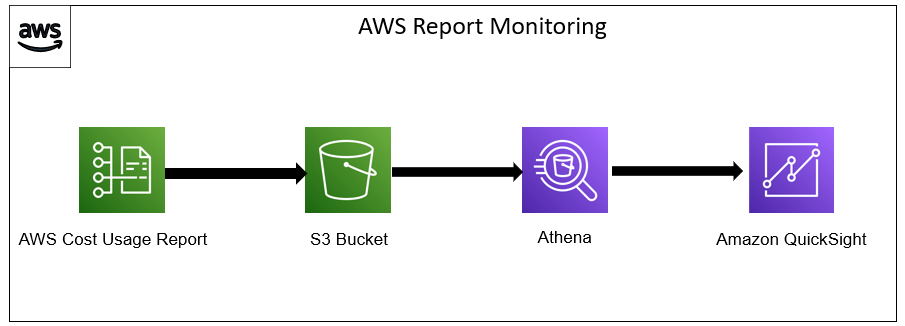 aws
AWS Report Monitoring
AWS Cost Usage Report
S3 Bucket
Athena
Amazon QuickSight